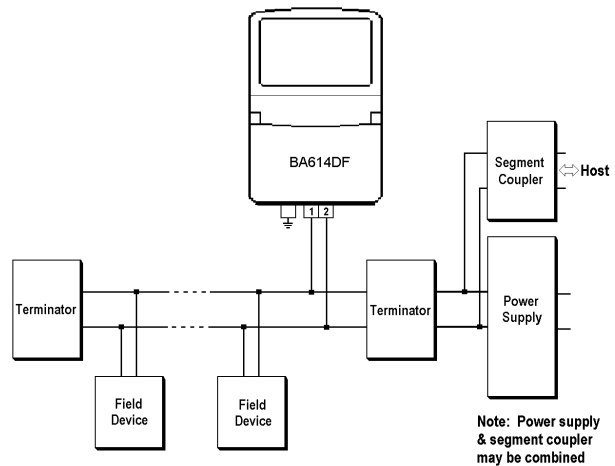 BA614DF
1 2
Segment
Coupler
Host
Terminator
Terminator
Power
Supply
Field
Device
Field
Device
Note: Power supply
& segment coupler
may be combined